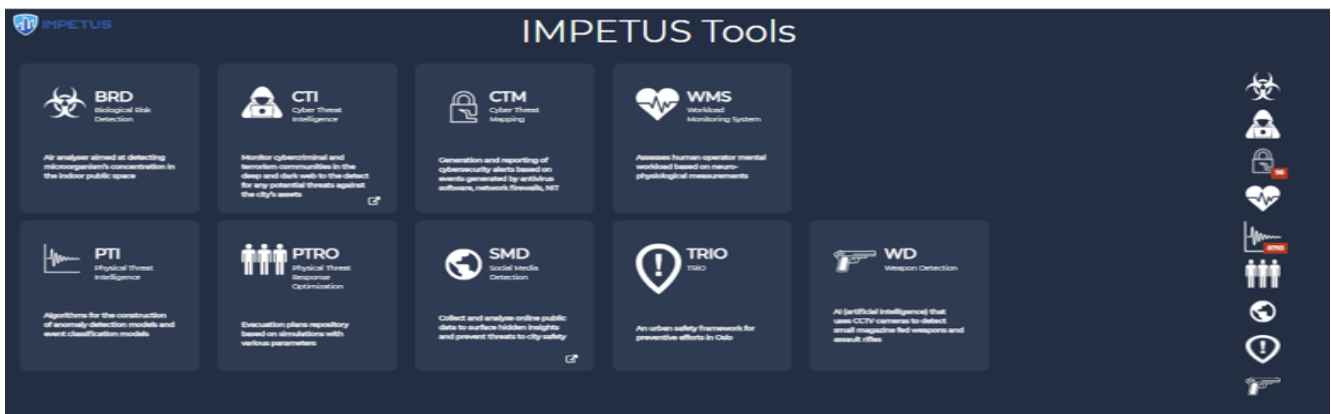 IMPETUS
IMPETUS Tools
BRD
Biological Risk
Detection
Air analyser aimed at detecting
microorganism's concentration in
the indoor public space
CTI
Cyber Threat
Intelligence
Monitor cybercriminal and
terrorism communities in the
deep and dark web to the detect
for any potential threats against
the city's assets
CTM
Cyber Threat
Mapping
Generation and reporting of
cybersecurity alerts based on
events generated by antivirus
software, network firewalls, NIT
WMS
Workload
Monitoring System
Assesses human operator mental
workload based on neuro-
physiological measurements
PTI
Physical Threat
Intelligence
Algorithms for the construction
of anomaly detection models and
event classification models
PTRO
Physical Threat
Response
Optimization
Evacuation plans repository
based on simulations with
various parameters
SMD
Social Media
Detection
Collect and analyse online public
data to surface hidden insights
and prevent threats to city safety
TRIO
TRIO
An urban safety framework for
preventive efforts in Oslo
WD
Weapon Detection
AI (artificial intelligence) that
uses CCTV cameras to detect
small magazine fed weapons and
assault rifles